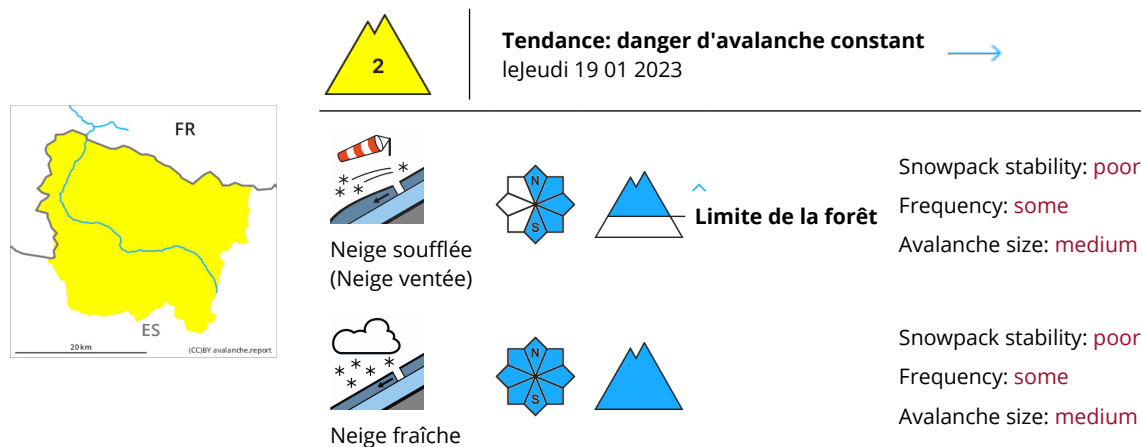 2
Tendance: danger d'avalanche constant
leJeudi 19 01 2023
FR
ES
20 km
(CC)BY avalanche.report
N
S
Limite de la forêt
Snowpack stability: poor
Frequency: some
Avalanche size: medium
Neige soufflée
(Neige ventée)
N
S
Snowpack stability: poor
Frequency: some
Avalanche size: medium
Neige fraîche